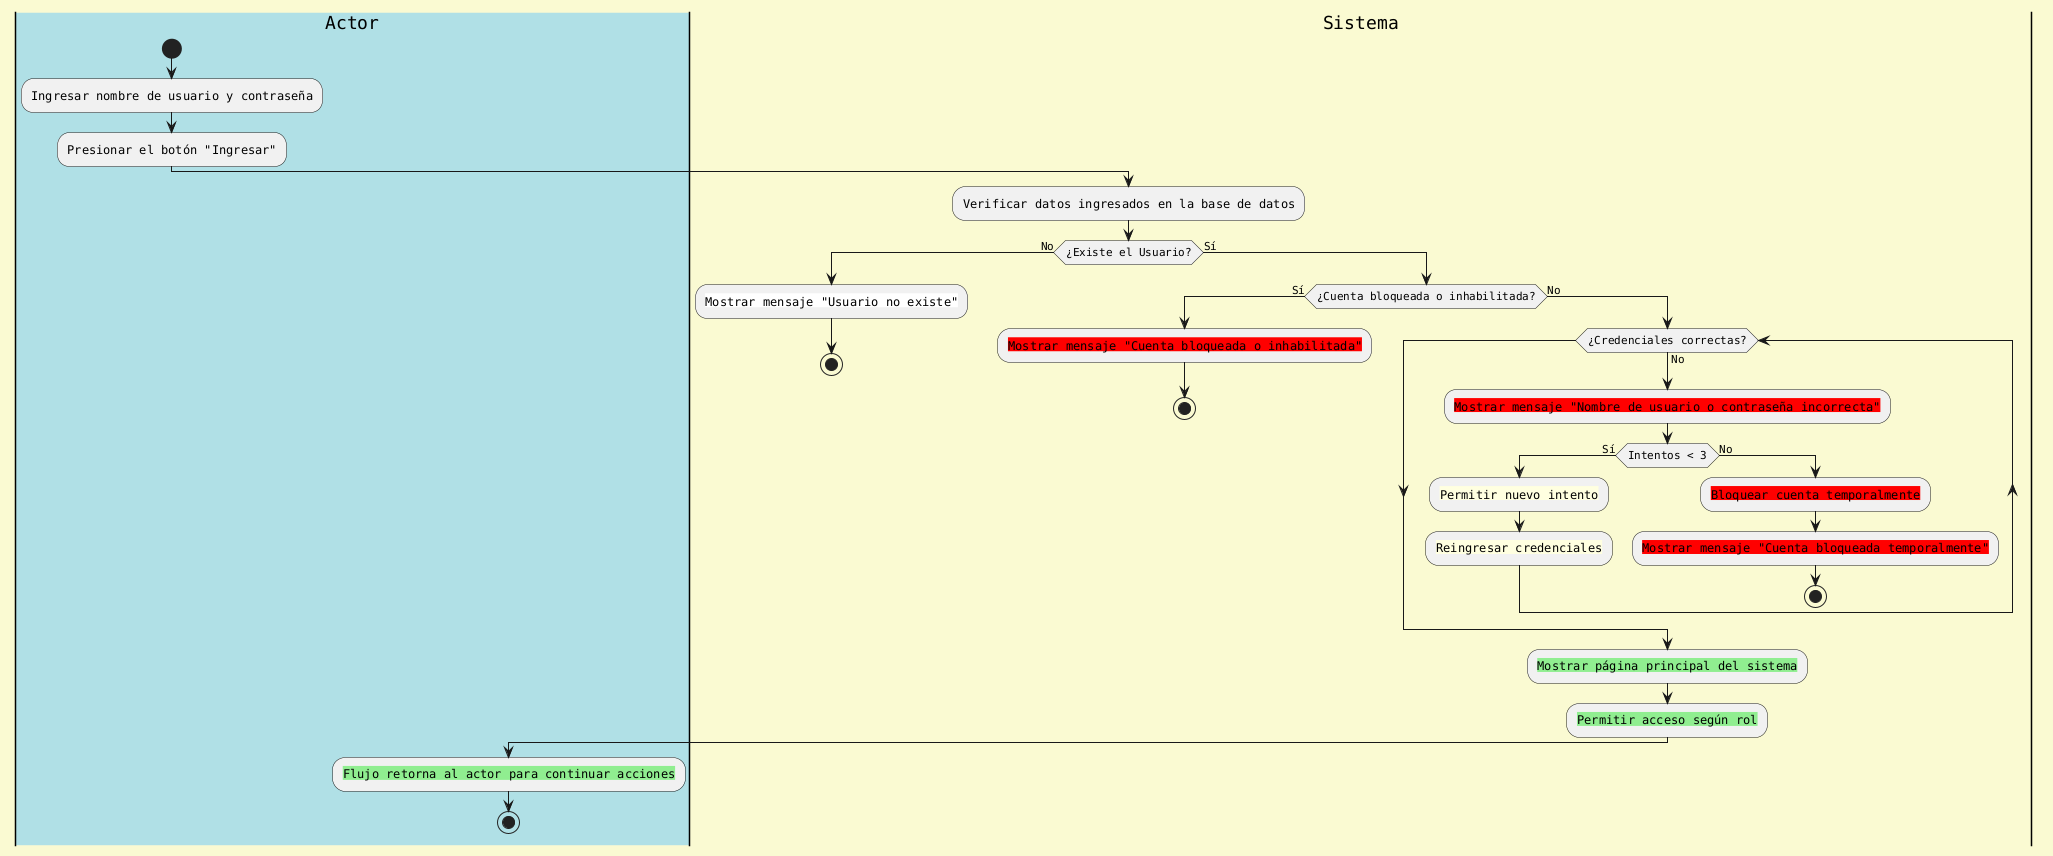 Actor
Sistema
Ingresar nombre de usuario y contraseña
Presionar el botón "Ingresar"
Verificar datos ingresados en la base de datos
No
¿Existe el Usuario?
Sí
Mostrar mensaje "Usuario no existe"
Sí
¿Cuenta bloqueada o inhabilitada?
No
Mostrar mensaje "Cuenta bloqueada o inhabilitada"
¿Credenciales correctas?
No
Mostrar mensaje "Nombre de usuario o contraseña incorrecta"
Sí
Intentos < 3
No
Permitir nuevo intento
Bloquear cuenta temporalmente
Reingresar credenciales
Mostrar mensaje "Cuenta bloqueada temporalmente"
Mostrar página principal del sistema
Permitir acceso según rol
Flujo retorna al actor para continuar acciones